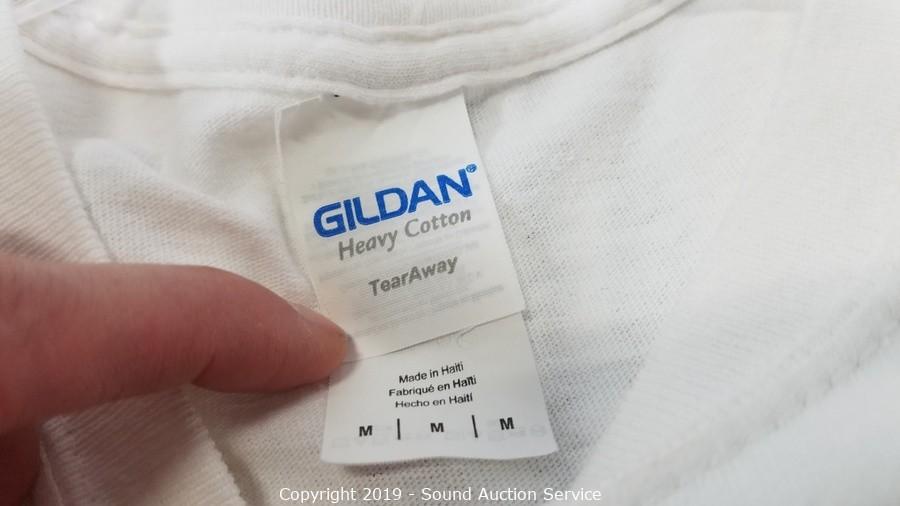 GILDAN®
Heavy Cotton
TearAway
Made in Haiti
Fabriqué en Haïti
Hecho en Haití
M | M | M
Copyright 2019 - Sound Auction Service